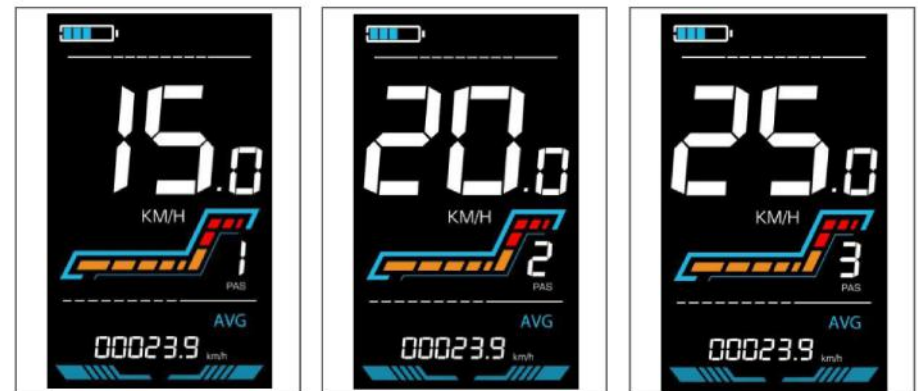 15.0
KM/H
1
PAS
AVG
00023.9 km/h
20.0
KM/H
2
PAS
AVG
00023.9 km/h
25.0
KM/H
3
PAS
AVG
00023.9 km/h